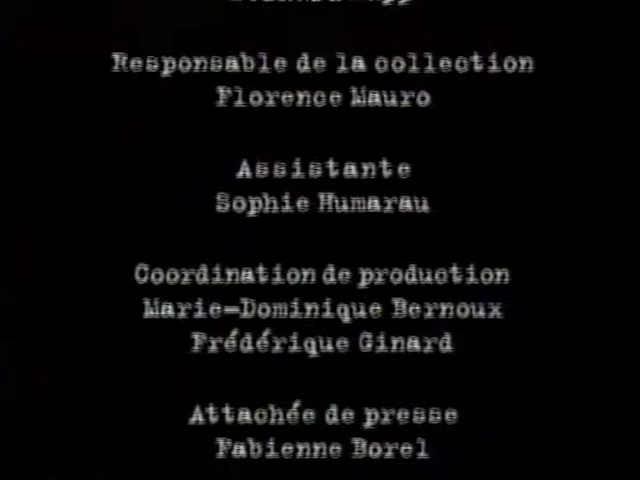 Responsable de la collection
Florence Mauro
Assistante
Sophie Humarau
Coordination de production
Marie-Dominique Bernoux
Frédérique Ginard
Attachée de presse
Fabienne Borel